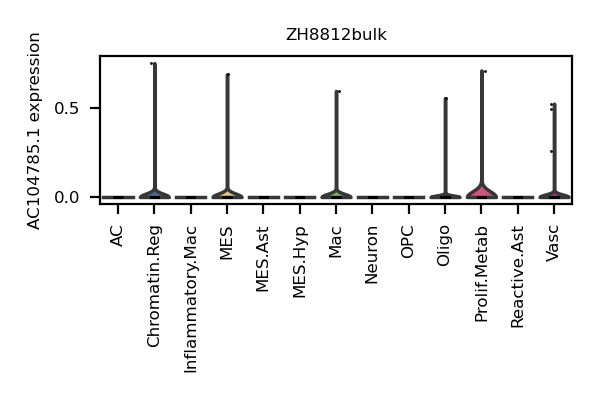 ZH8812bulk
AC104785.1 expression
0.5
0.0
AC
Chromatin.Reg
Inflammatory.Mac
MES
MES.Ast
MES.Hyp
Mac
Neuron
OPC
Oligo
Prolif.Metab
Reactive.Ast
Vasc